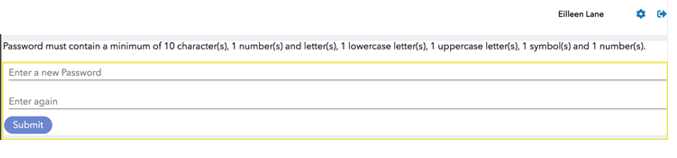 Eilleen Lane
Password must contain a minimum of 10 character(s), 1 number(s) and letter(s), 1 lowercase letter(s), 1 uppercase letter(s), 1 symbol(s) and 1 number(s).
Enter a new Password
Enter again
Submit